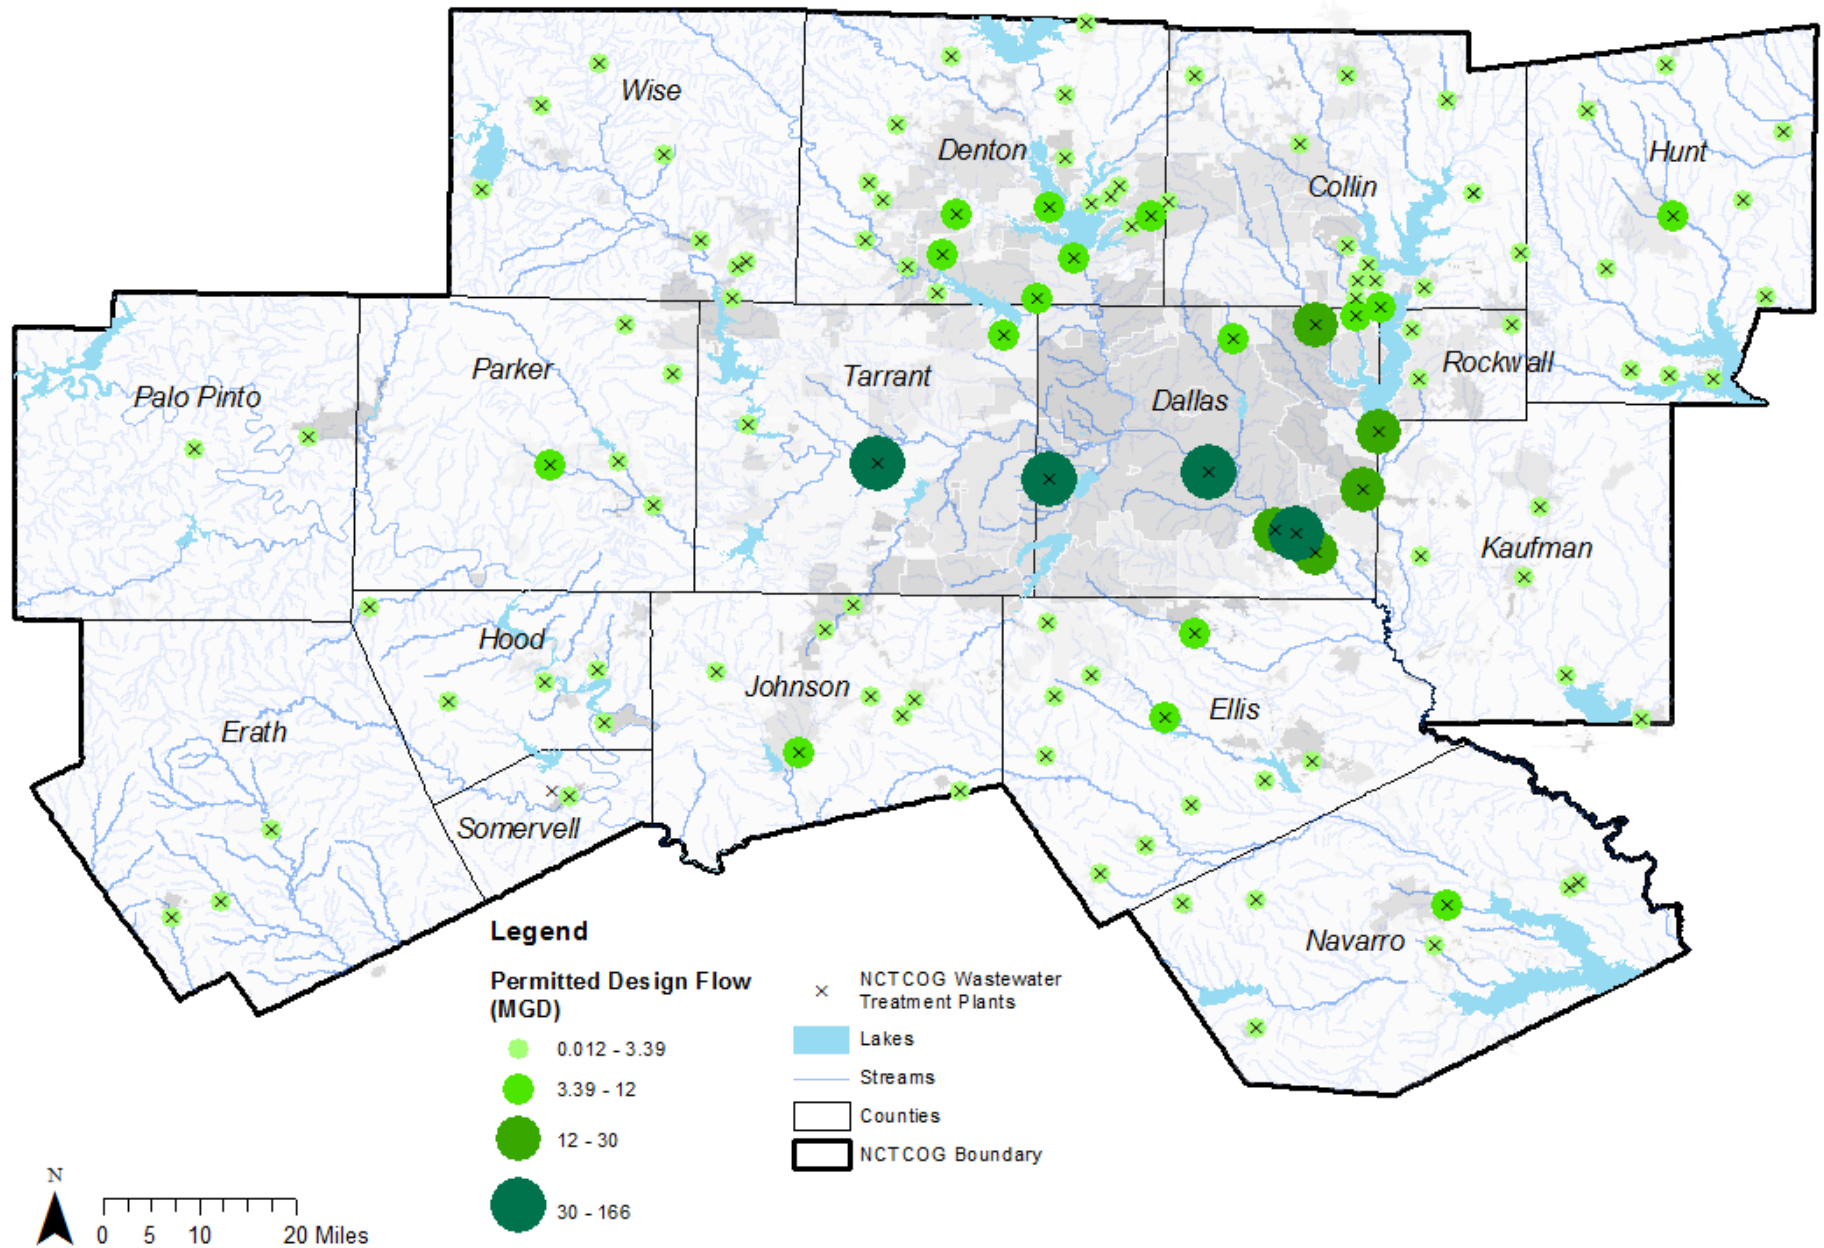 Wise
Denton
Collin
Hunt
Palo Pinto
Parker
Tarrant
Dallas
Rockwall
Kaufman
Hood
Johnson
Ellis
Erath
Somervell
Navarro
Legend
Permitted Design Flow
(MGD)
0.012 - 3.39
3.39 - 12
12 - 30
30 - 166
NCTCOG Wastewater
Treatment Plants
Lakes
Streams
Counties
NCTCOG Boundary
N
0 5 10 20 Miles